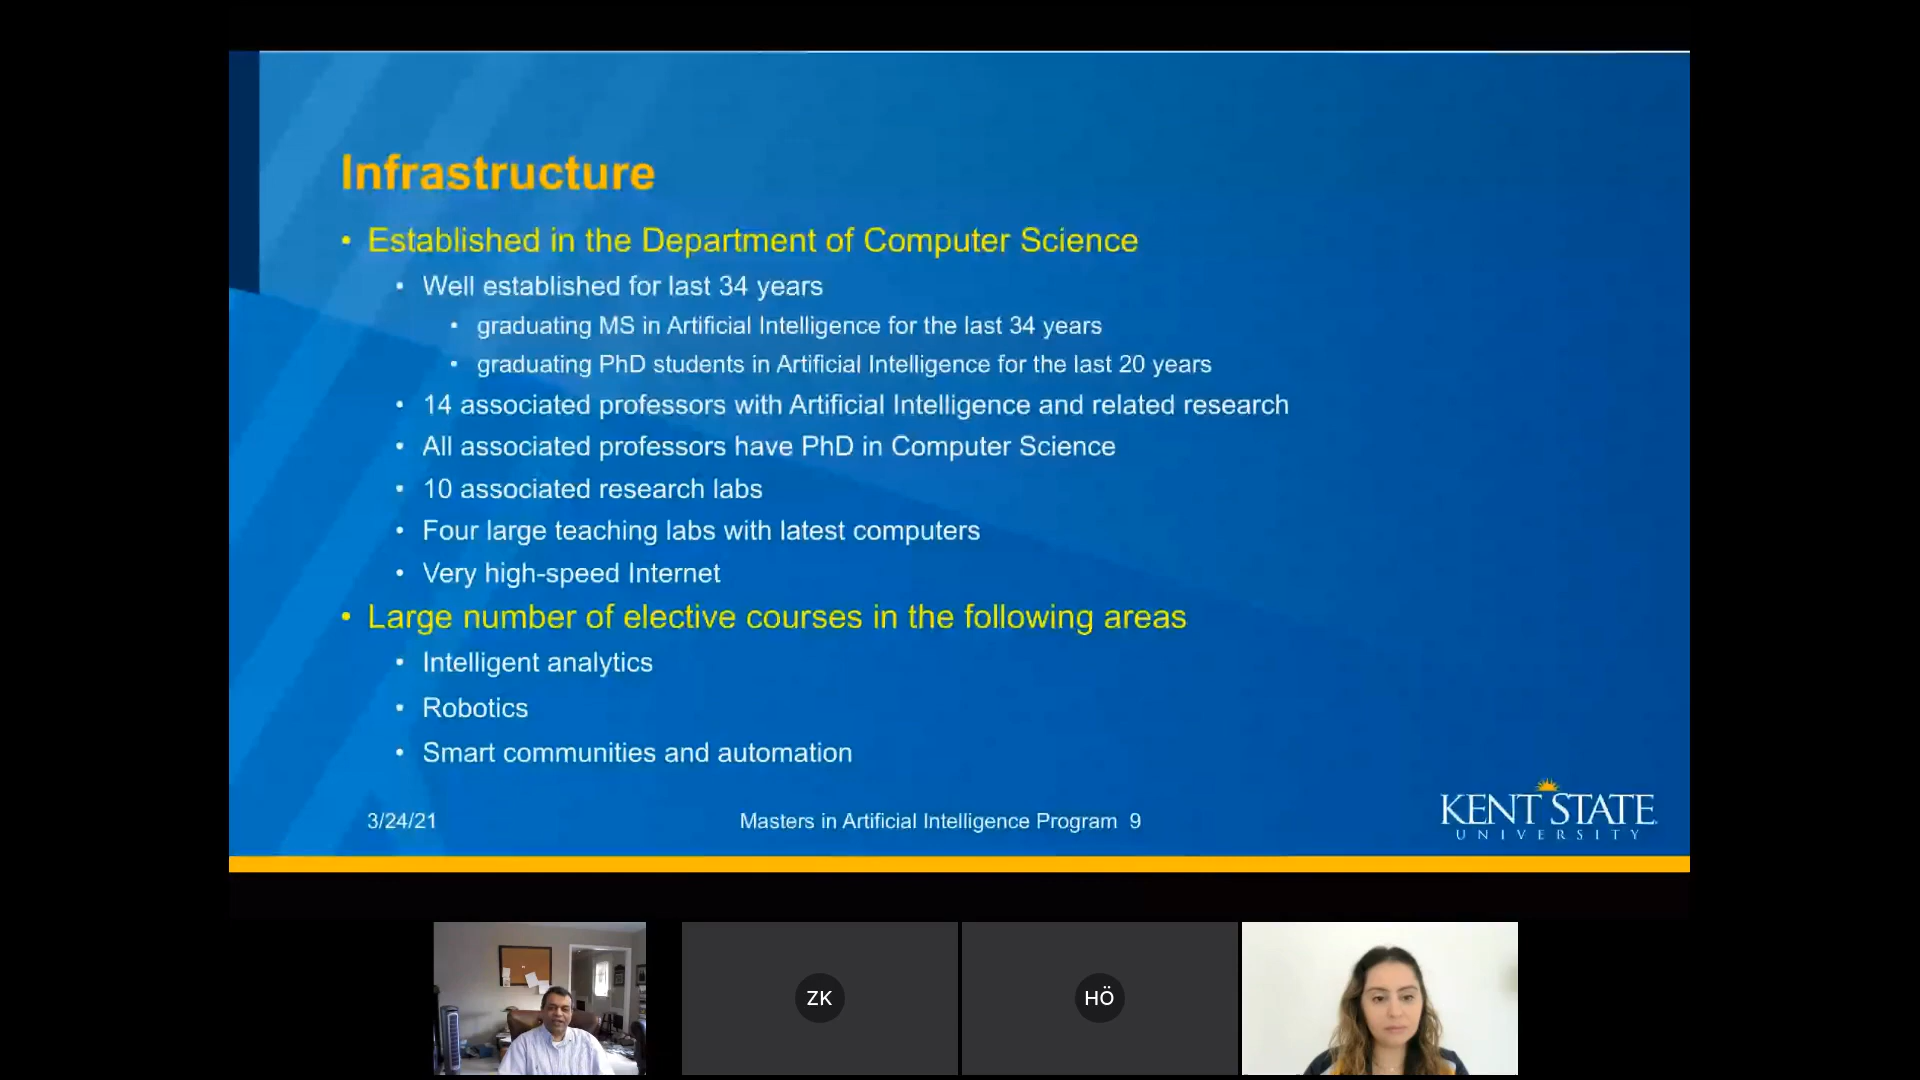 Infrastructure
• Established in the Department of Computer Science
• Well established for last 34 years
• graduating MS in Artificial Intelligence for the last 34 years
• graduating PhD students in Artificial Intelligence for the last 20 years
• 14 associated professors with Artificial Intelligence and related research
• All associated professors have PhD in Computer Science
• 10 associated research labs
• Four large teaching labs with latest computers
• Very high-speed Internet
• Large number of elective courses in the following areas
• Intelligent analytics
• Robotics
• Smart communities and automation
3/24/21
Masters in Artificial Intelligence Program 9
KENT STATE
UNIVERSITY
ZK
HÖ